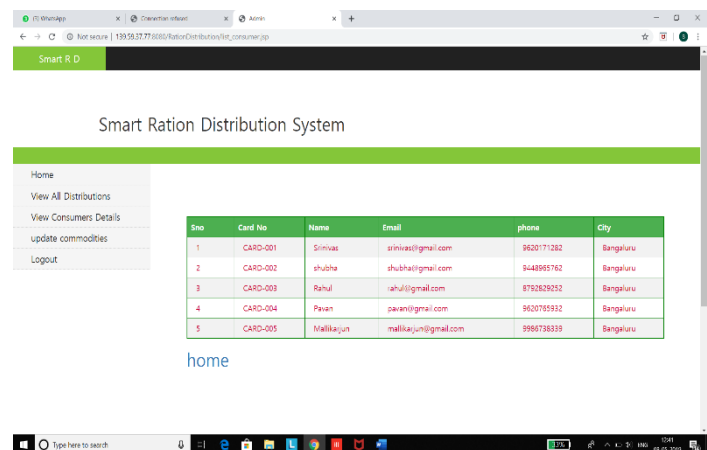 (1) WhatsApp
Connection refused
Admin
Not secure | 139.59.37.77:8080/RationDistribution/list_consumer.jsp
Smart R D
Smart Ration Distribution System
Home
View All Distributions
View Consumers Details
update commodities
Logout
Sno Card No Name Email phone City
1 CARD-001 Srinivas srinivas@gmail.com 9620171282 Bangaluru
2 CARD-002 shubha shubha@gmail.com 9448965762 Bangaluru
3 CARD-003 Rahul rahul@gmail.com 8792829252 Bangaluru
4 CARD-004 Pavan pavan@gmail.com 9620765932 Bangaluru
5 CARD-005 Mallikarjun mallikarjun@gmail.com 9986738339 Bangaluru
home
Type here to search
ENG
12:41